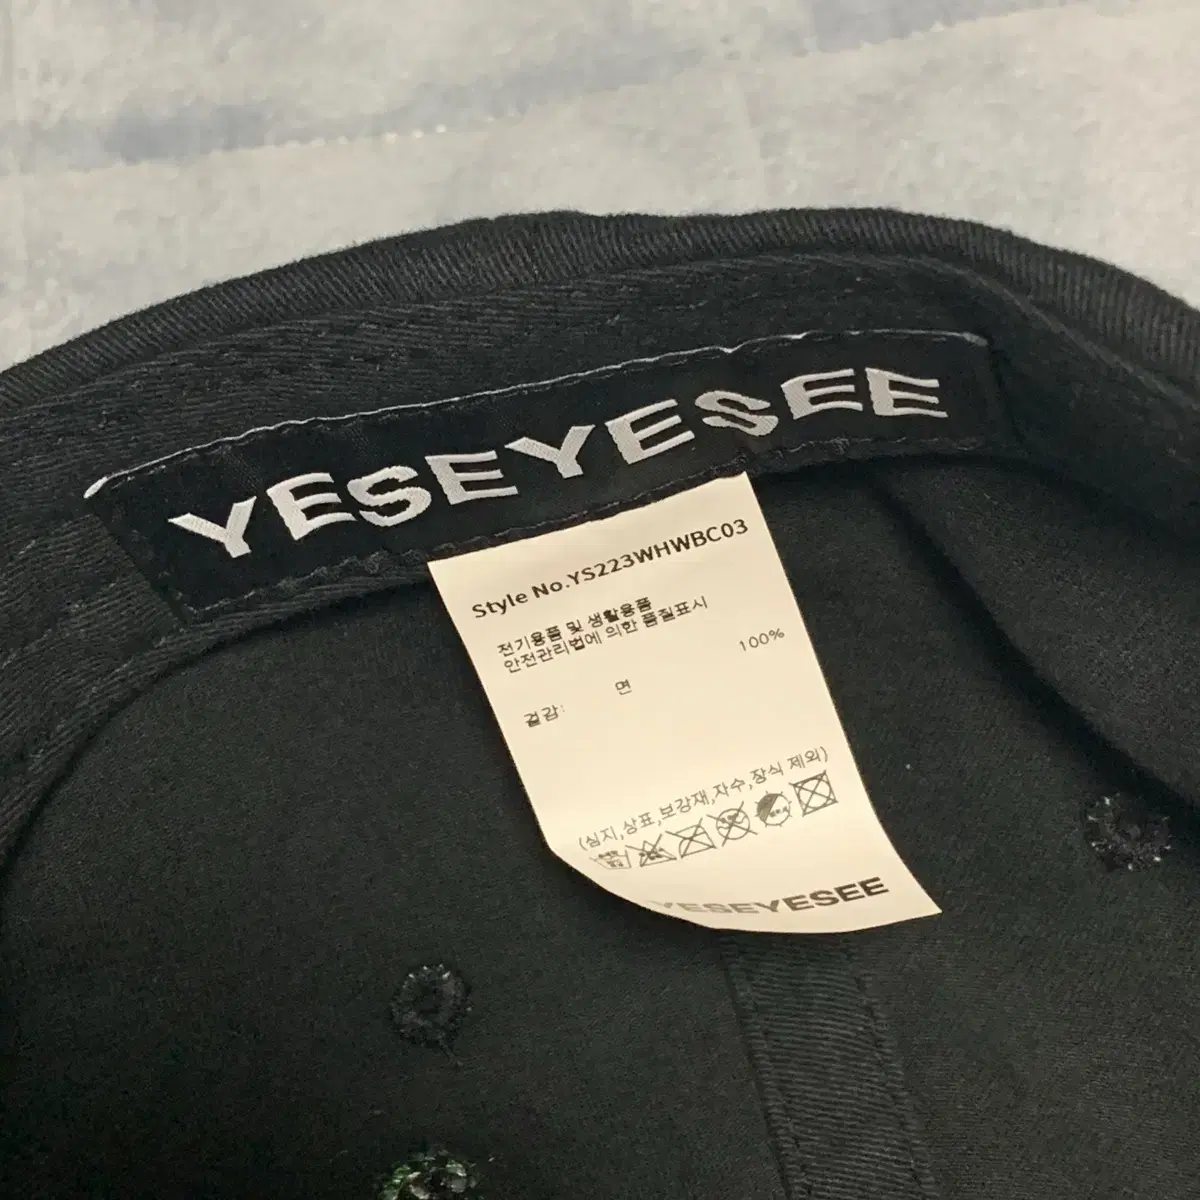 YESEYESEE
Style No.YS223WHWBC03
전기용품 및 생활용품
안전관리법에 의한 품질표시
100%
면
겉감:
(심지,상표,보강재,자수,장식 제외)
YESEYESEE